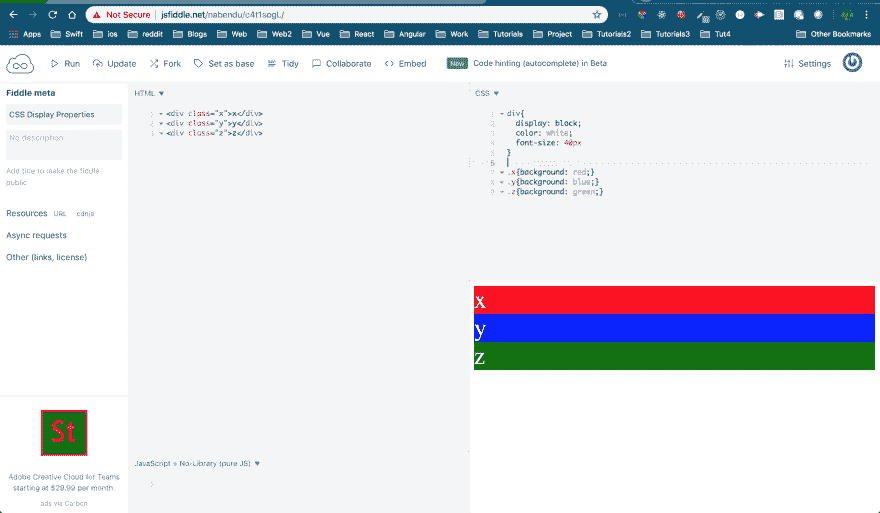 Not Secure | jsfiddle.net/nabendu/c4t1sogL/
Apps Swift ios reddit Blogs Web Web2 Vue React Angular Work Tutorials Project Tutorials2 Tutorials3 Tut4 Other Bookmarks
Run Update Fork Set as base Tidy Collaborate Embed New Code hinting (autocomplete) in Beta Settings
Fiddle meta
CSS Display Properties
No description
Add title to make the fiddle
public
Resources URL cdnjs
Async requests
Other (links, license)
St
Adobe Creative Cloud for Teams
starting at $29.99 per month.
ads via Carbon
HTML ▼
1 <div class="x">x</div>
2 <div class="y">y</div>
3 <div class="z">z</div>
JavaScript + No-Library (pure JS) ▼
1
CSS ▼
1 div{
2 display: block;
3 color: white;
4 font-size: 40px
5 }
6
7 .x{background: red;}
8 .y{background: blue;}
9 .z{background: green;}
x
y
z